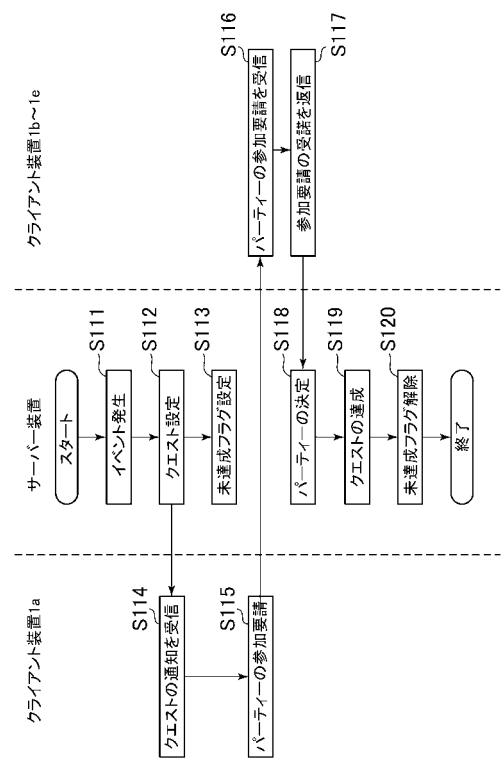 クライアント装置1a
サーバー装置
クライアント装置1b~1e
スタート
S111
イベント発生
S112
クエスト設定
S113
未達成フラグ設定
S114
クエストの通知を受信
S115
パーティーの参加要請
S116
パーティーの参加要請を受信
S117
参加要請の受諾を返信
S118
パーティーの決定
S119
クエストの達成
S120
未達成フラグ解除
終了